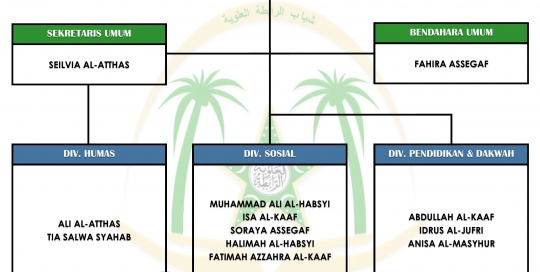 شباب الرابطة العلوية
SEKRETARIS UMUM
SEILVIA AL-ATTHAS
BENDAHARA UMUM
FAHIRA ASSEGAF
DIV. HUMAS
ALI AL-ATTHAS
TIA SALWA SYAHAB
DIV. SOSIAL
MUHAMMAD ALI AL-HABSYI
ISA AL-KAAF
SORAYA ASSEGAF
HALIMAH AL-HABSYI
FATIMAH AZZAHRA AL-KAAF
DIV. PENDIDIKAN & DAKWAH
ABDULLAH AL-KAAF
IDRUS AL-JUFRI
ANISA AL-MASYHUR